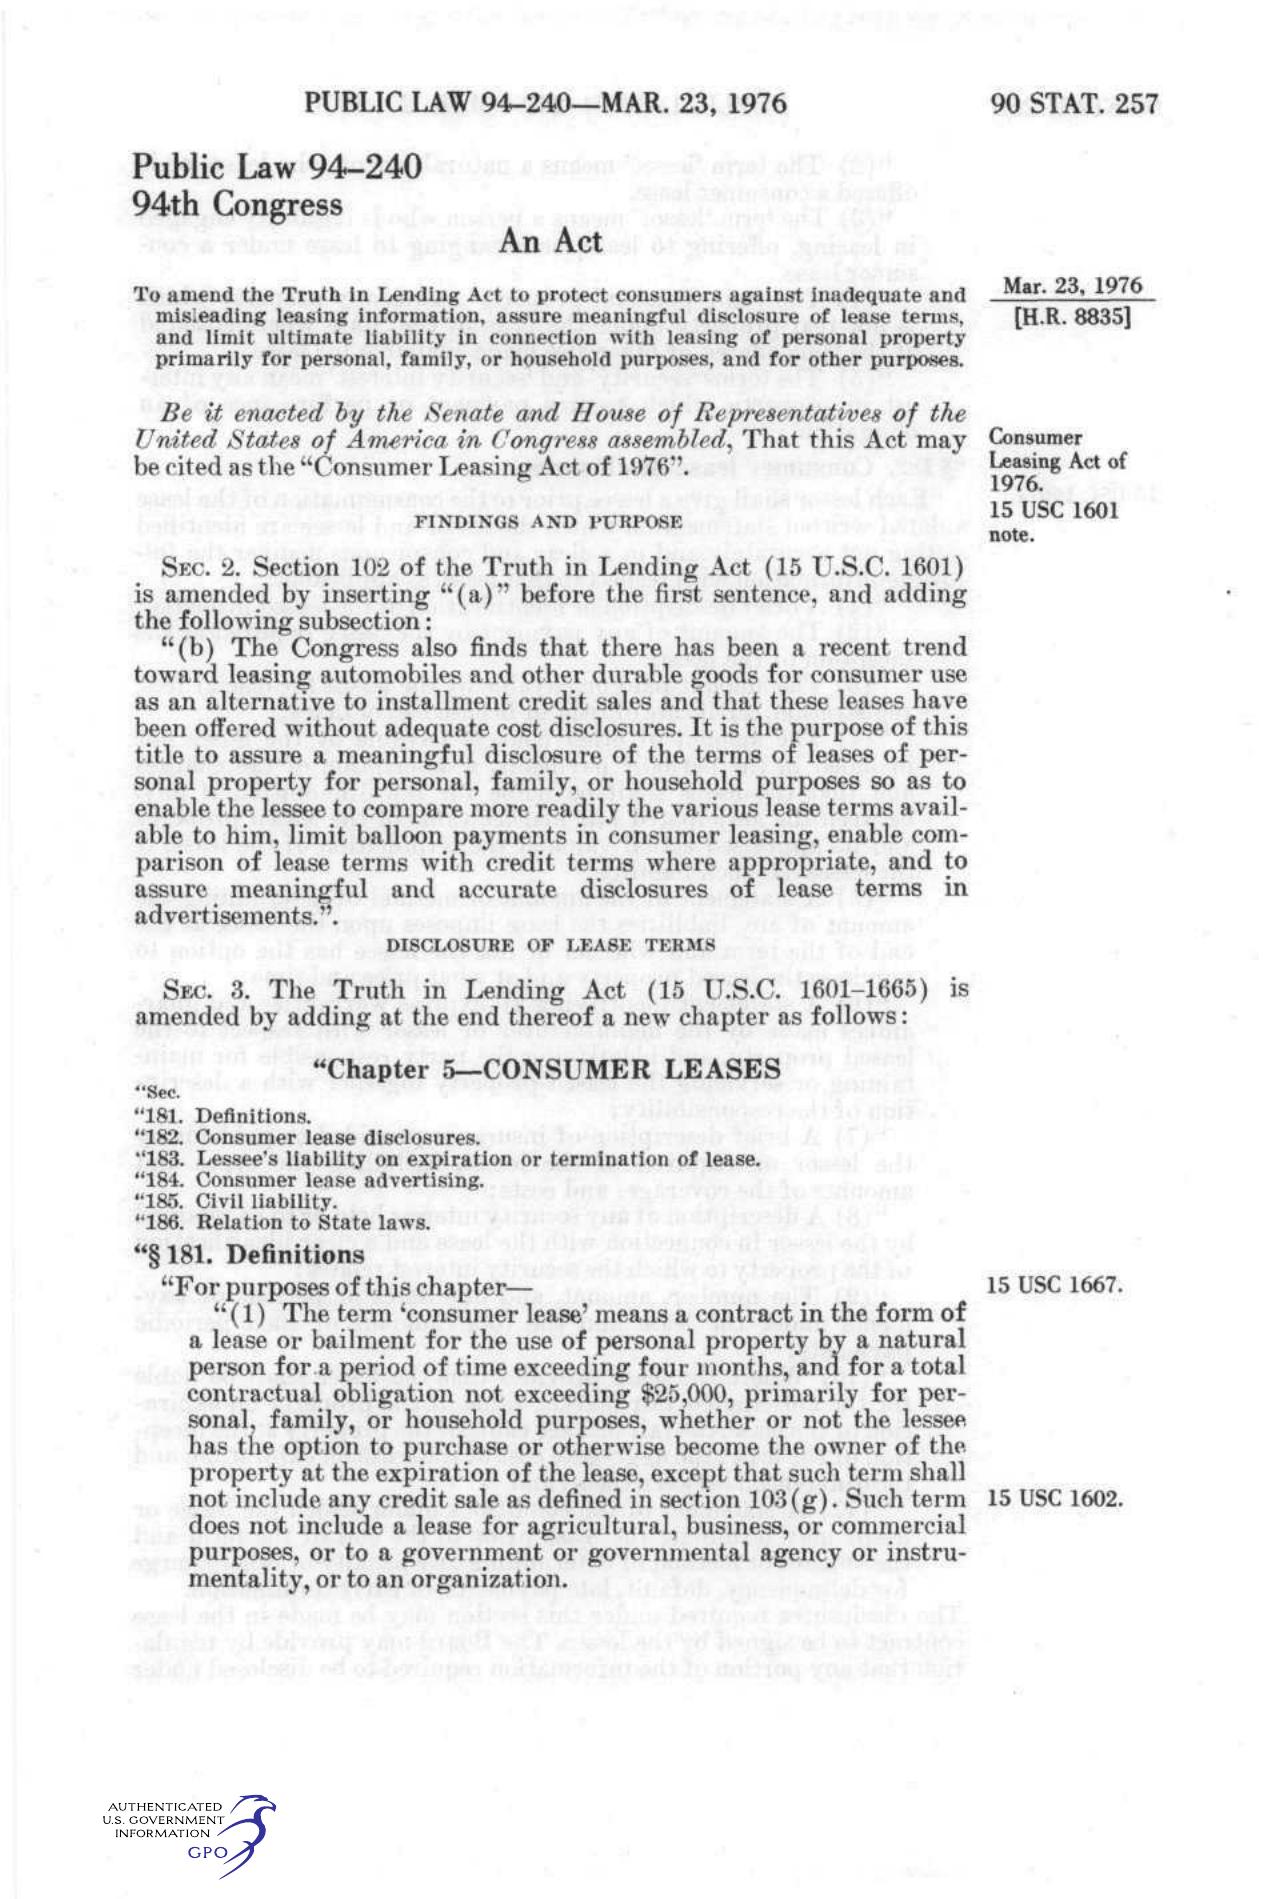 PUBLIC LAW 94–240—MAR. 23, 1976
90 STAT. 257
Public Law 94–240
94th Congress
An Act
To amend the Truth in Lending Act to protect consumers against inadequate and
misleading leasing information, assure meaningful disclosure of lease terms,
and limit ultimate liability in connection with leasing of personal property
primarily for personal, family, or household purposes, and for other purposes.
Mar. 23, 1976
[H.R. 8835]
Be it enacted by the Senate and House of Representatives of the
United States of America in Congress assembled, That this Act may
be cited as the “Consumer Leasing Act of 1976”.
Consumer
Leasing Act of
1976.
15 USC 1601
note.
FINDINGS AND PURPOSE
SEC. 2. Section 102 of the Truth in Lending Act (15 U.S.C. 1601)
is amended by inserting “(a)” before the first sentence, and adding
the following subsection:
“(b) The Congress also finds that there has been a recent trend
toward leasing automobiles and other durable goods for consumer use
as an alternative to installment credit sales and that these leases have
been offered without adequate cost disclosures. It is the purpose of this
title to assure a meaningful disclosure of the terms of leases of per-
sonal property for personal, family, or household purposes so as to
enable the lessee to compare more readily the various lease terms avail-
able to him, limit balloon payments in consumer leasing, enable com-
parison of lease terms with credit terms where appropriate, and to
assure meaningful and accurate disclosures of lease terms in
advertisements.”.
DISCLOSURE OF LEASE TERMS
SEC. 3. The Truth in Lending Act (15 U.S.C. 1601–1665) is
amended by adding at the end thereof a new chapter as follows:
“Chapter 5—CONSUMER LEASES
“Sec.
“181. Definitions.
“182. Consumer lease disclosures.
“183. Lessee’s liability on expiration or termination of lease.
“184. Consumer lease advertising.
“185. Civil liability.
“186. Relation to State laws.
“§ 181. Definitions
“For purposes of this chapter—
15 USC 1667.
“(1) The term ‘consumer lease’ means a contract in the form of
a lease or bailment for the use of personal property by a natural
person for a period of time exceeding four months, and for a total
contractual obligation not exceeding $25,000, primarily for per-
sonal, family, or household purposes, whether or not the lessee
has the option to purchase or otherwise become the owner of the
property at the expiration of the lease, except that such term shall
not include any credit sale as defined in section 103(g). Such term
15 USC 1602.
does not include a lease for agricultural, business, or commercial
purposes, or to a government or governmental agency or instru-
mentality, or to an organization.
AUTHENTICATED
U.S. GOVERNMENT
INFORMATION
GPO